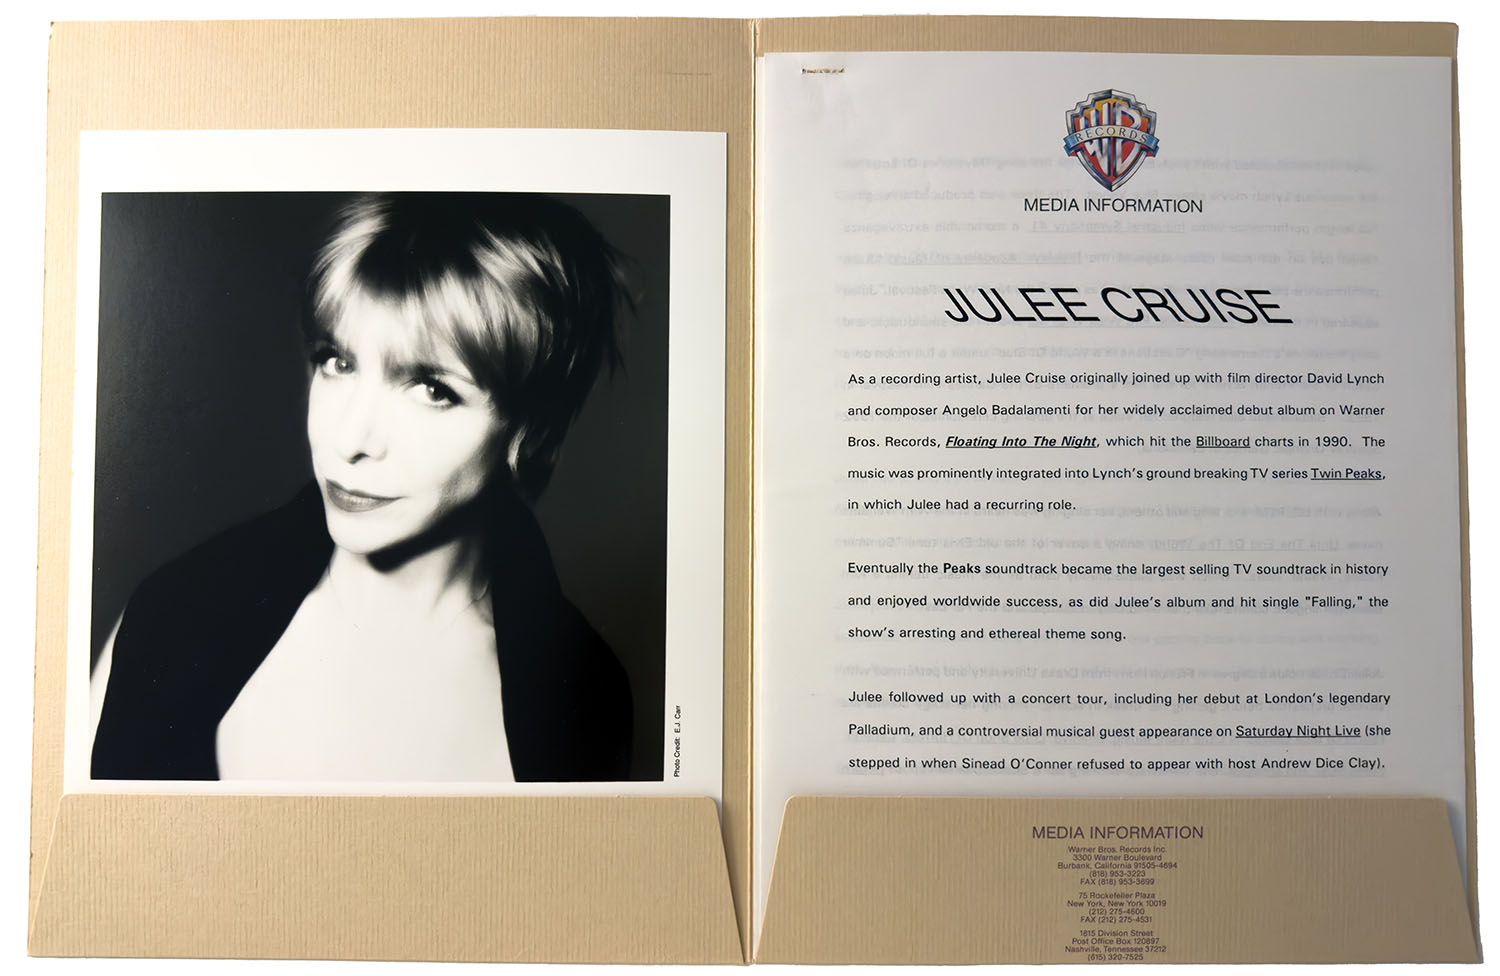 Photo Credit: E.J. Carr
WB
RECORDS
MEDIA INFORMATION
JULEE CRUISE
As a recording artist, Julee Cruise originally joined up with film director David Lynch
and composer Angelo Badalamenti for her widely acclaimed debut album on Warner
Bros. Records, Floating Into The Night, which hit the Billboard charts in 1990. The
music was prominently integrated into Lynch's ground breaking TV series Twin Peaks,
in which Julee had a recurring role.
Eventually the Peaks soundtrack became the largest selling TV soundtrack in history
and enjoyed worldwide success, as did Julee's album and hit single "Falling," the
show's arresting and ethereal theme song.
Julee followed up with a concert tour, including her debut at London's legendary
Palladium, and a controversial musical guest appearance on Saturday Night Live (she
stepped in when Sinead O'Conner refused to appear with host Andrew Dice Clay).
MEDIA INFORMATION
Warner Bros. Records Inc.
3300 Warner Boulevard
Burbank, California 91505-4694
(818) 953-3223
FAX (818) 953-3699
75 Rockefeller Plaza
New York, New York 10019
(212) 275-4600
FAX (212) 275-4531
1815 Division Street
Post Office Box 120897
Nashville, Tennessee 37212
(615) 320-7525